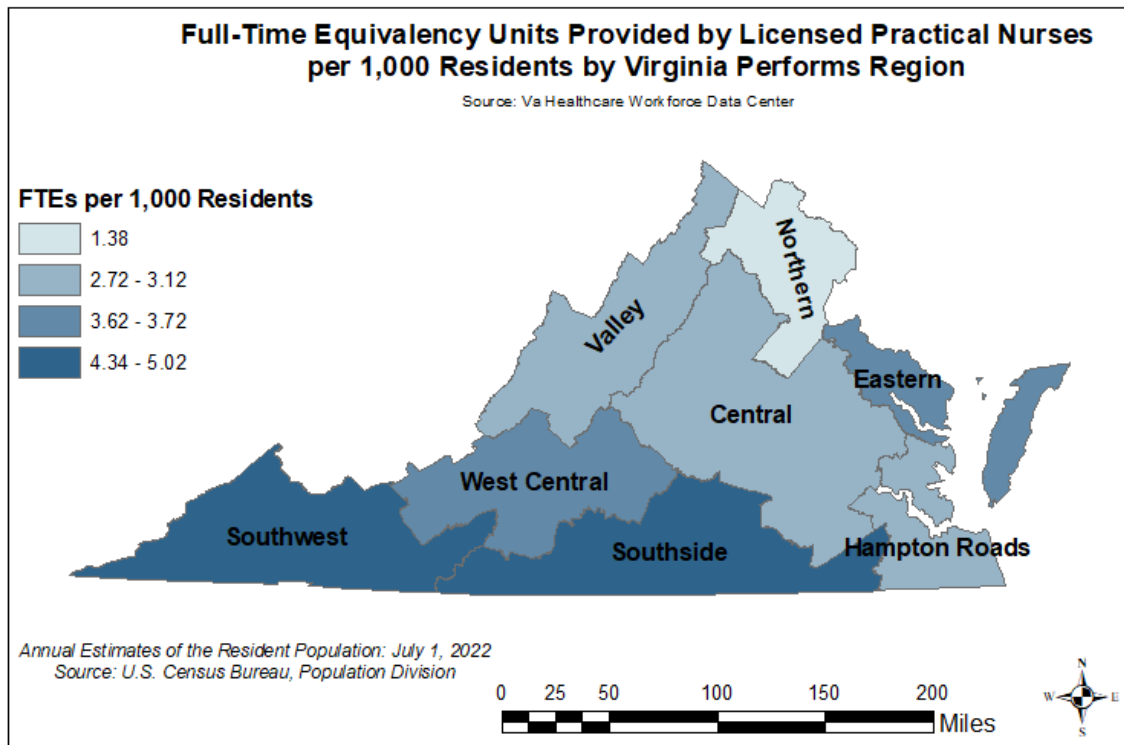 Full-Time Equivalency Units Provided by Licensed Practical Nurses
per 1,000 Residents by Virginia Performs Region
Source: Va Healthcare Workforce Data Center
FTEs per 1,000 Residents
1.38
2.72 - 3.12
3.62 - 3.72
4.34 - 5.02
Northern
Valley
Eastern
Central
West Central
Southwest
Southside
Hampton Roads
Annual Estimates of the Resident Population: July 1, 2022
Source: U.S. Census Bureau, Population Division
0 25 50 100 150 200
Miles
N
W E
S